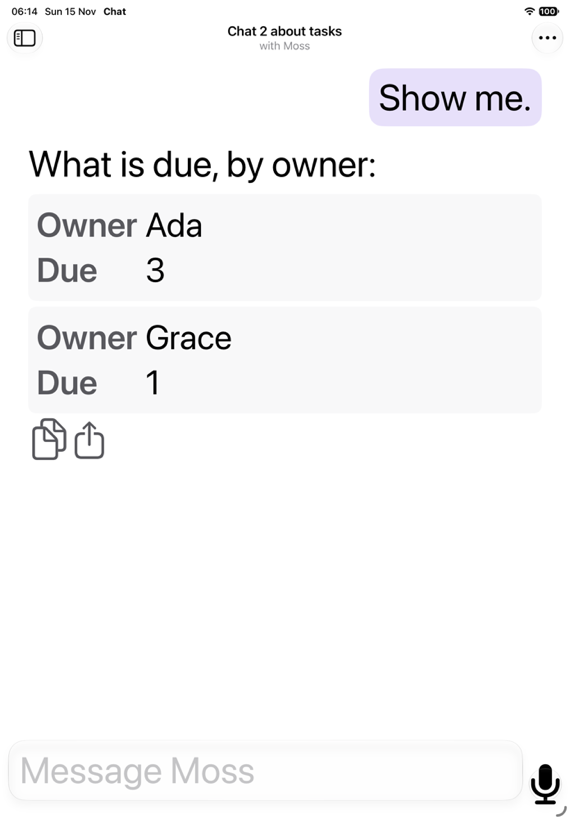 06:14 Sun 15 Nov Chat
100
Chat 2 about tasks
with Moss
Show me.
What is due, by owner:
Owner Ada
Due 3
Owner Grace
Due 1
Message Moss